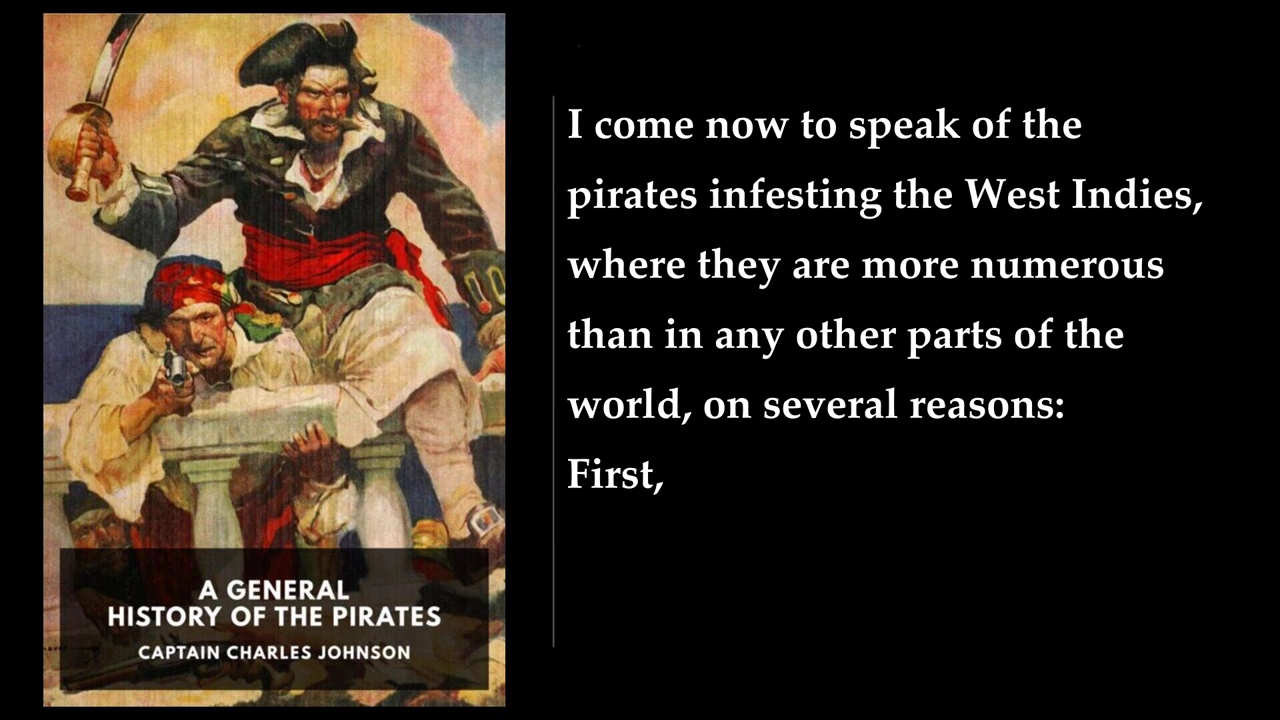 A GENERAL
HISTORY OF THE PIRATES
CAPTAIN CHARLES JOHNSON
I come now to speak of the
pirates infesting the West Indies,
where they are more numerous
than in any other parts of the
world, on several reasons:
First,